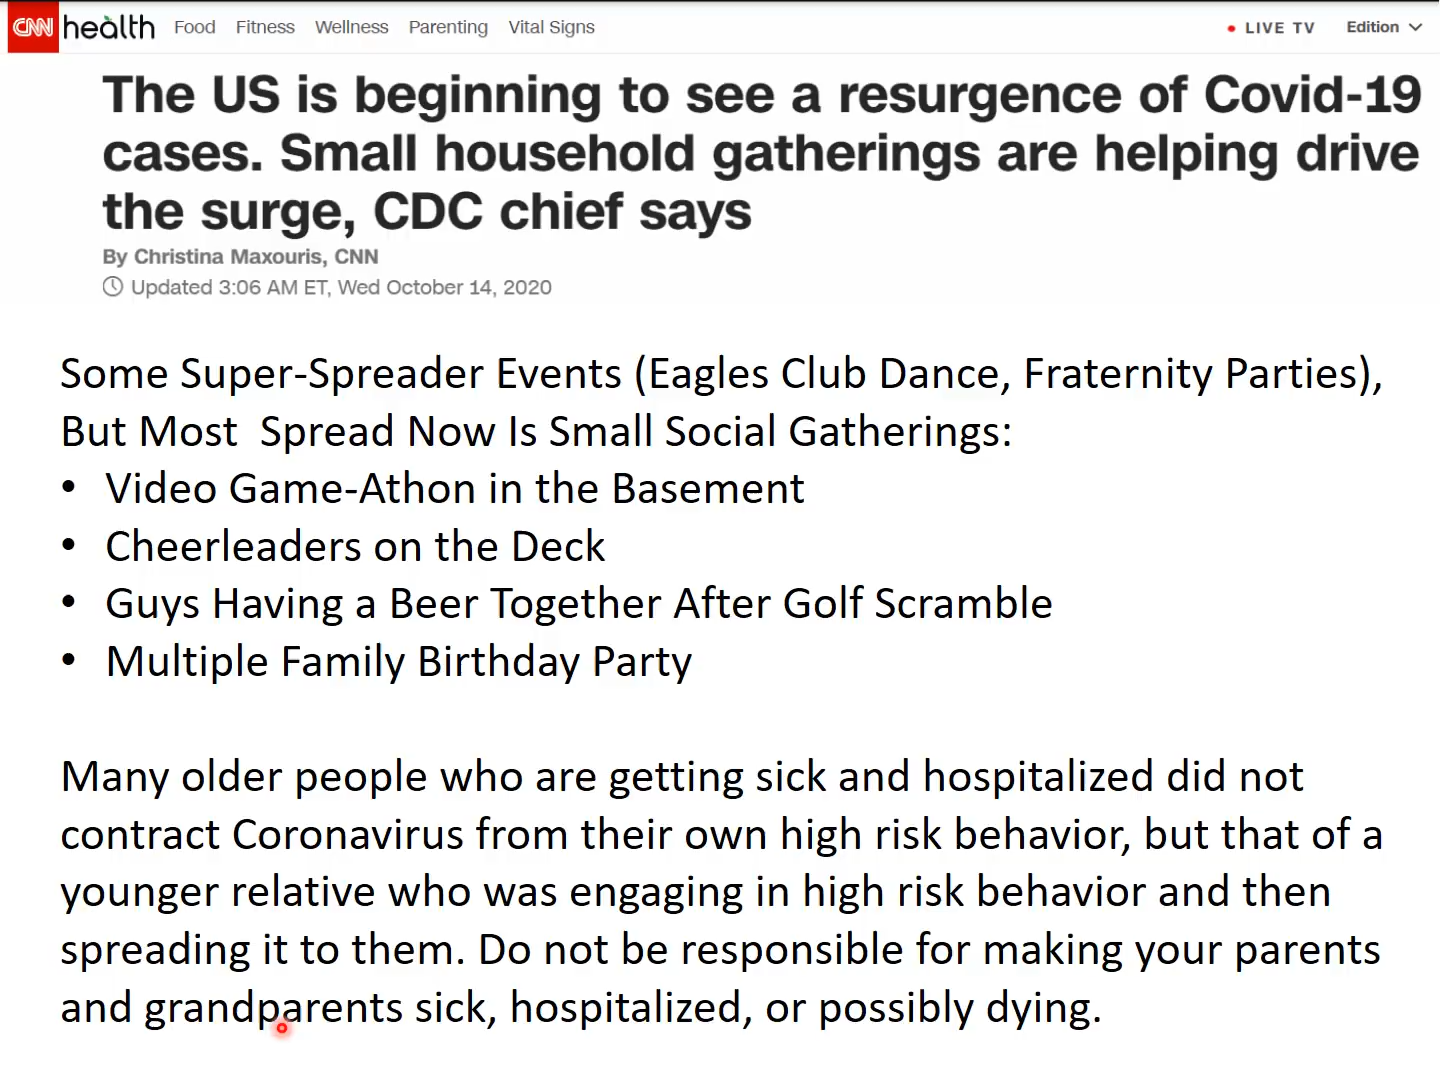 CNN health Food Fitness Wellness Parenting Vital Signs LIVE TV Edition
The US is beginning to see a resurgence of Covid-19
cases. Small household gatherings are helping drive
the surge, CDC chief says
By Christina Maxouris, CNN
Updated 3:06 AM ET, Wed October 14, 2020
Some Super-Spreader Events (Eagles Club Dance, Fraternity Parties),
But Most Spread Now Is Small Social Gatherings:
• Video Game-Athon in the Basement
• Cheerleaders on the Deck
• Guys Having a Beer Together After Golf Scramble
• Multiple Family Birthday Party
Many older people who are getting sick and hospitalized did not
contract Coronavirus from their own high risk behavior, but that of a
younger relative who was engaging in high risk behavior and then
spreading it to them. Do not be responsible for making your parents
and grandparents sick, hospitalized, or possibly dying.